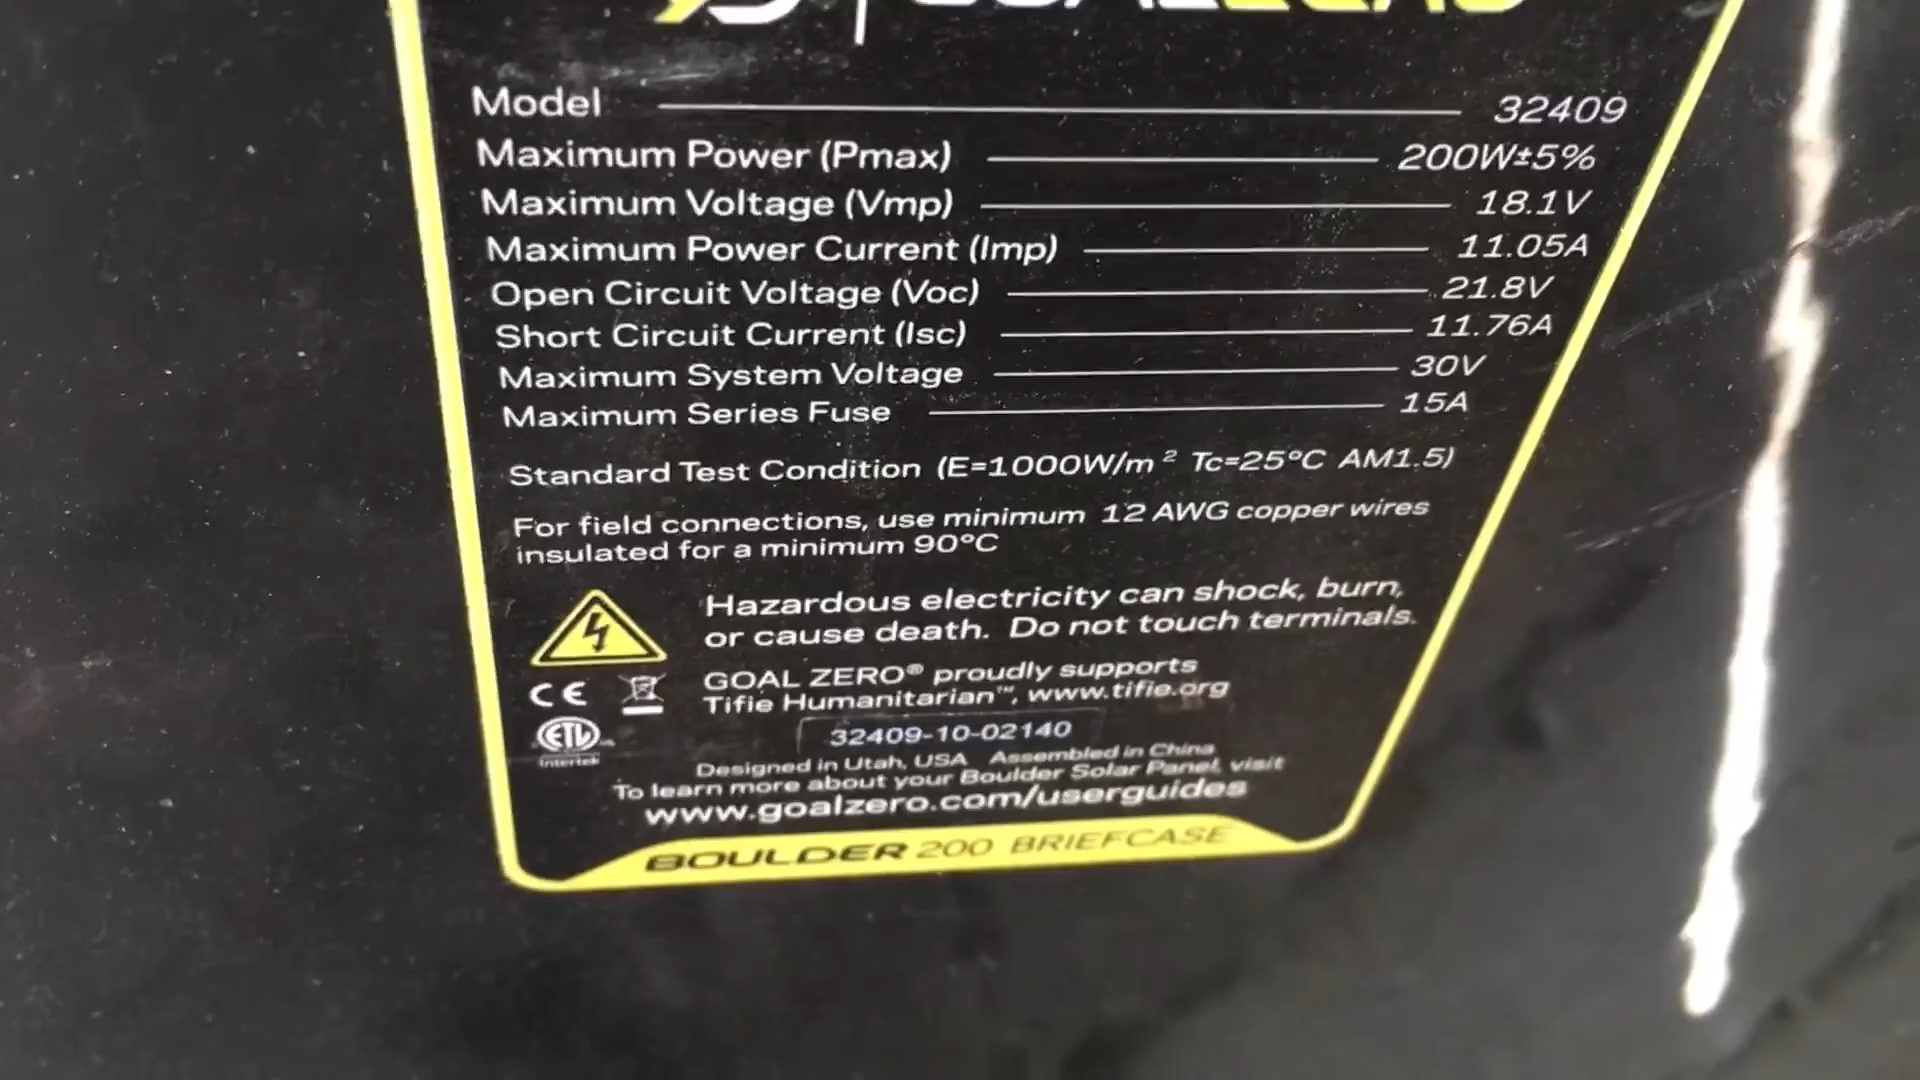 GOALZERO
Model 32409
Maximum Power (Pmax) 200W±5%
Maximum Voltage (Vmp) 18.1V
Maximum Power Current (Imp) 11.05A
Open Circuit Voltage (Voc) 21.8V
Short Circuit Current (Isc) 11.76A
Maximum System Voltage 30V
Maximum Series Fuse 15A
Standard Test Condition (E=1000W/m² Tc=25°C AM1.5)
For field connections, use minimum 12 AWG copper wires
insulated for a minimum 90°C
Hazardous electricity can shock, burn,
or cause death. Do not touch terminals.
GOAL ZERO® proudly supports
Tifie Humanitarian™, www.tifie.org
CE
ETL
Intertek
32409-10-02140
Designed in Utah, USA Assembled in China
To learn more about your Boulder Solar Panel, visit
www.goalzero.com/userguides
BOULDER 200 BRIEFCASE